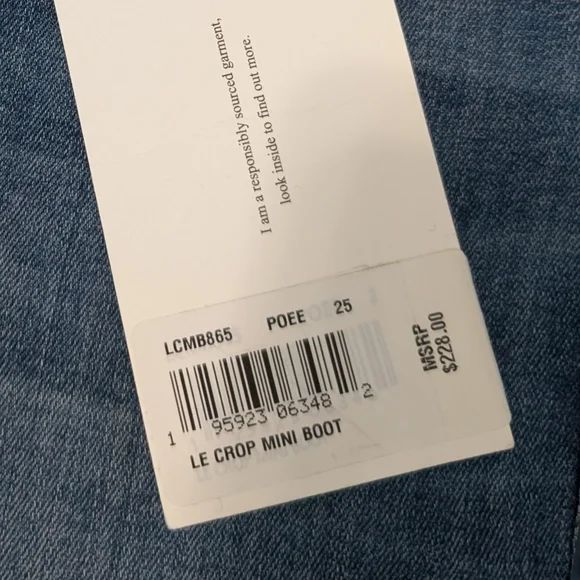 I am a responsibly sourced garment,
look inside to find out more.
LCMB865 POEE 25
MSRP
$228.00
1 95923 06348 2
LE CROP MINI BOOT